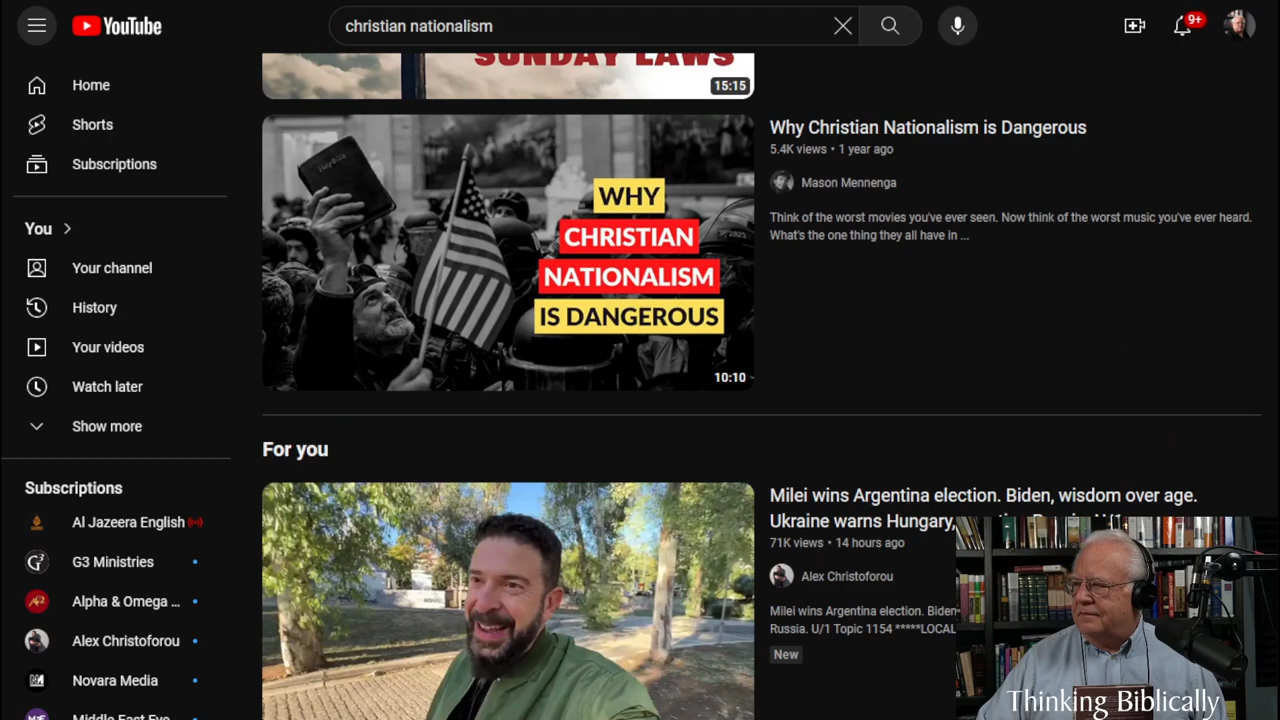 YouTube
christian nationalism
9+
Home
Shorts
Subscriptions
You
Your channel
History
Your videos
Watch later
Show more
Subscriptions
Al Jazeera English
G3 Ministries
Alpha & Omega ...
Alex Christoforou
Novara Media
Middle East Eye
SUNDAY LAWS
15:15
Holy Bible
WHY
CHRISTIAN
NATIONALISM
IS DANGEROUS
10:10
Why Christian Nationalism is Dangerous
5.4K views • 1 year ago
Mason Mennenga
Think of the worst movies you've ever seen. Now think of the worst music you've ever heard.
What's the one thing they all have in ...
For you
Milei wins Argentina election. Biden, wisdom over age.
Ukraine warns Hungary,
71K views • 14 hours ago
Alex Christoforou
Milei wins Argentina election. Biden
Russia. U/1 Topic 1154 *****LOCAL
New
Thinking Biblically